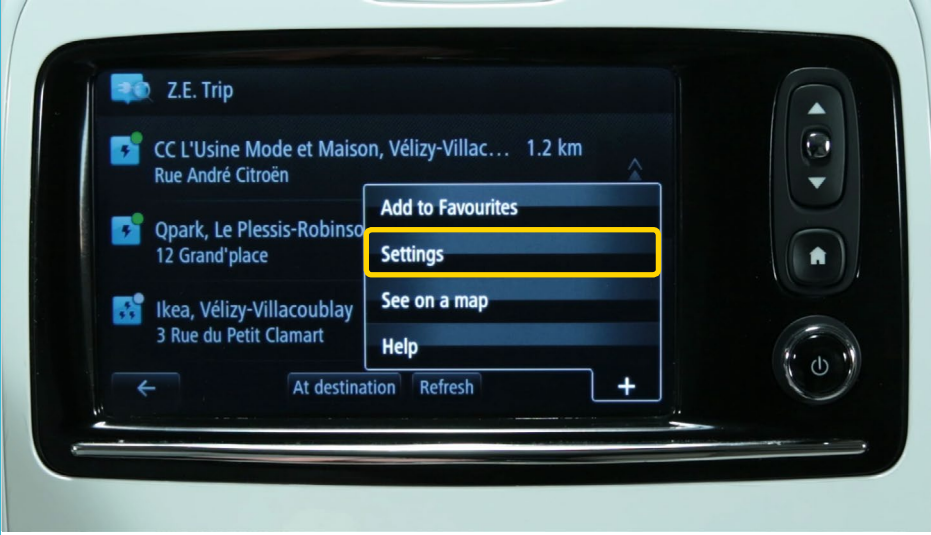 Z.E. Trip
CC L'Usine Mode et Maison, Vélizy-Villac... 1.2 km
Rue André Citroën
Add to Favourites
Qpark, Le Plessis-Robinso
12 Grand'place
Settings
See on a map
Ikea, Vélizy-Villacoublay
3 Rue du Petit Clamart
Help
At destination Refresh +